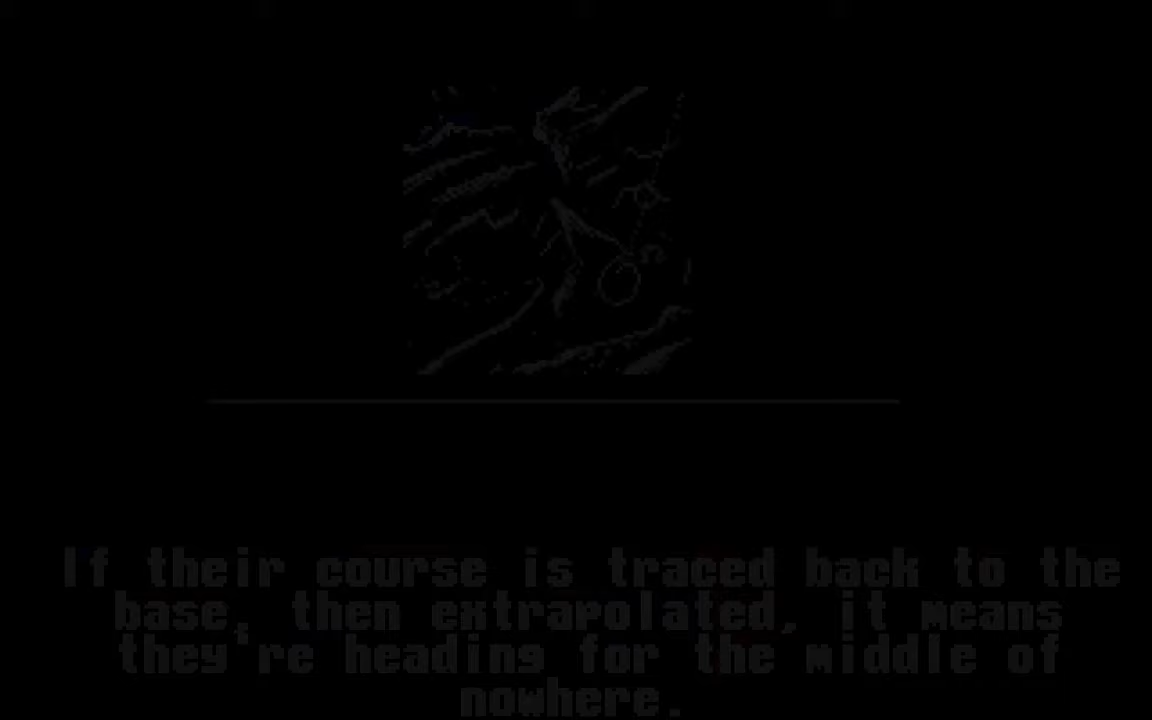 If their course is traced back to the
base, then extrapolated, it means
they're heading for the middle of
nowhere.